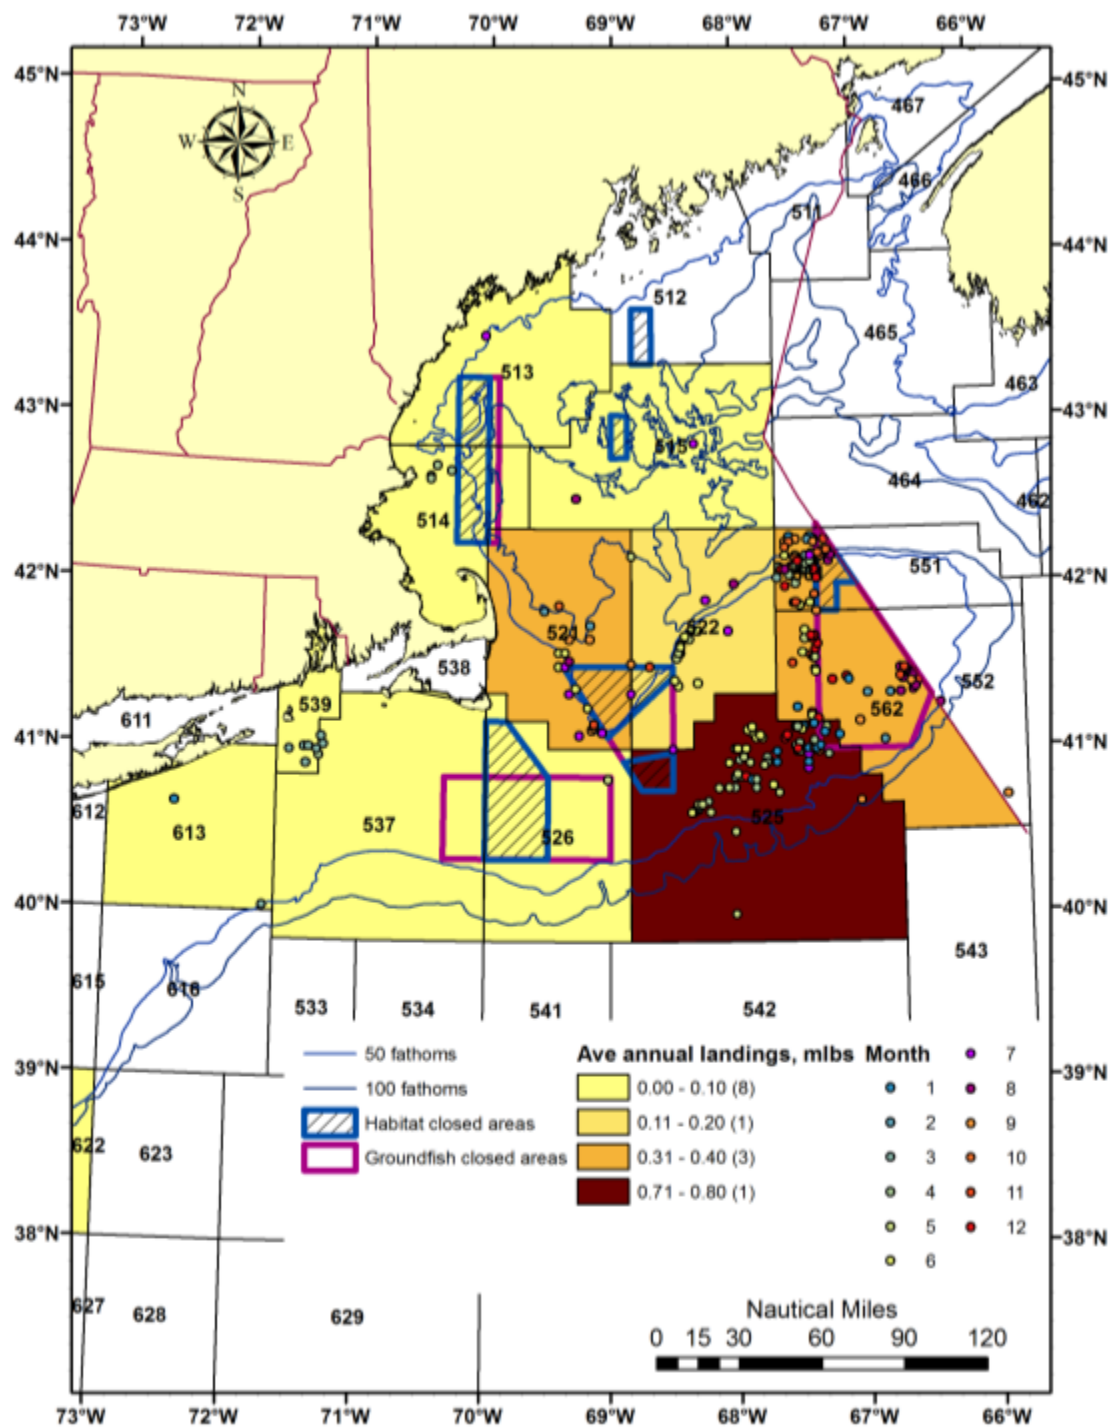 73°W 72°W 71°W 70°W 69°W 68°W 67°W 66°W
45°N 45°N
N
W E
S
467
466
511
44°N 44°N
512
465
513
463
43°N 43°N
515
464
462
514
42°N 42°N
551
521
522
538
552
539
611
562
41°N 41°N
612
613
537
526
525
40°N 40°N
543
615
616
533 534 541 542
50 fathoms
100 fathoms
Habitat closed areas
Groundfish closed areas
Ave annual landings, mlbs
0.00 - 0.10 (8)
0.11 - 0.20 (1)
0.31 - 0.40 (3)
0.71 - 0.80 (1)
Month
1
2
3
4
5
6
7
8
9
10
11
12
39°N 39°N
622
623
38°N 38°N
627
628
629
Nautical Miles
0 15 30 60 90 120
73°W 72°W 71°W 70°W 69°W 68°W 67°W 66°W